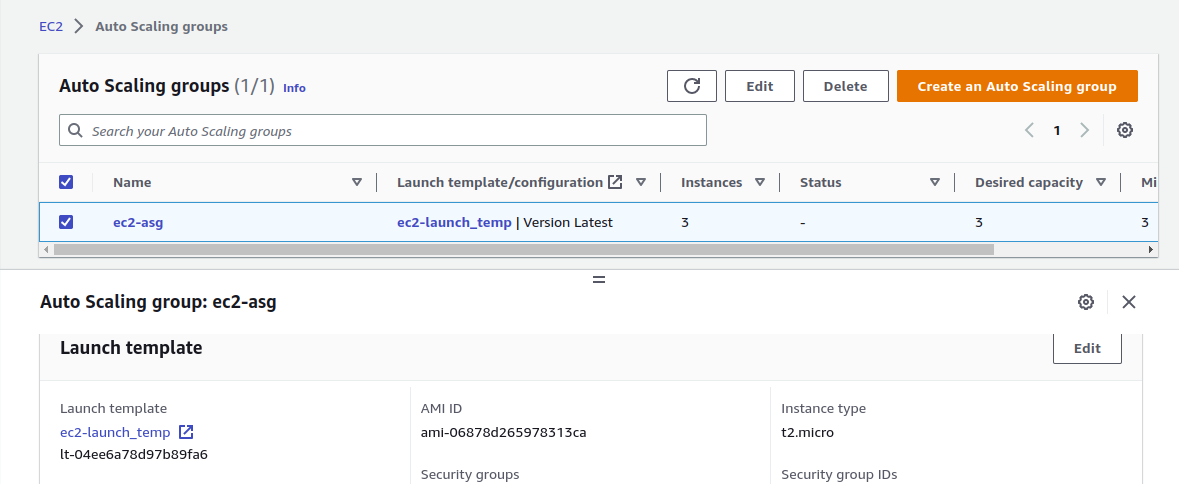 EC2 Auto Scaling groups
Auto Scaling groups (1/1) Info
Edit Delete Create an Auto Scaling group
Search your Auto Scaling groups
1
Name Launch template/configuration Instances Status Desired capacity Mi
ec2-asg ec2-launch_temp | Version Latest 3 - 3 3
Auto Scaling group: ec2-asg
Launch template Edit
Launch template AMI ID Instance type
ec2-launch_temp ami-06878d265978313ca t2.micro
lt-04ee6a78d97b89fa6
Security groups Security group IDs